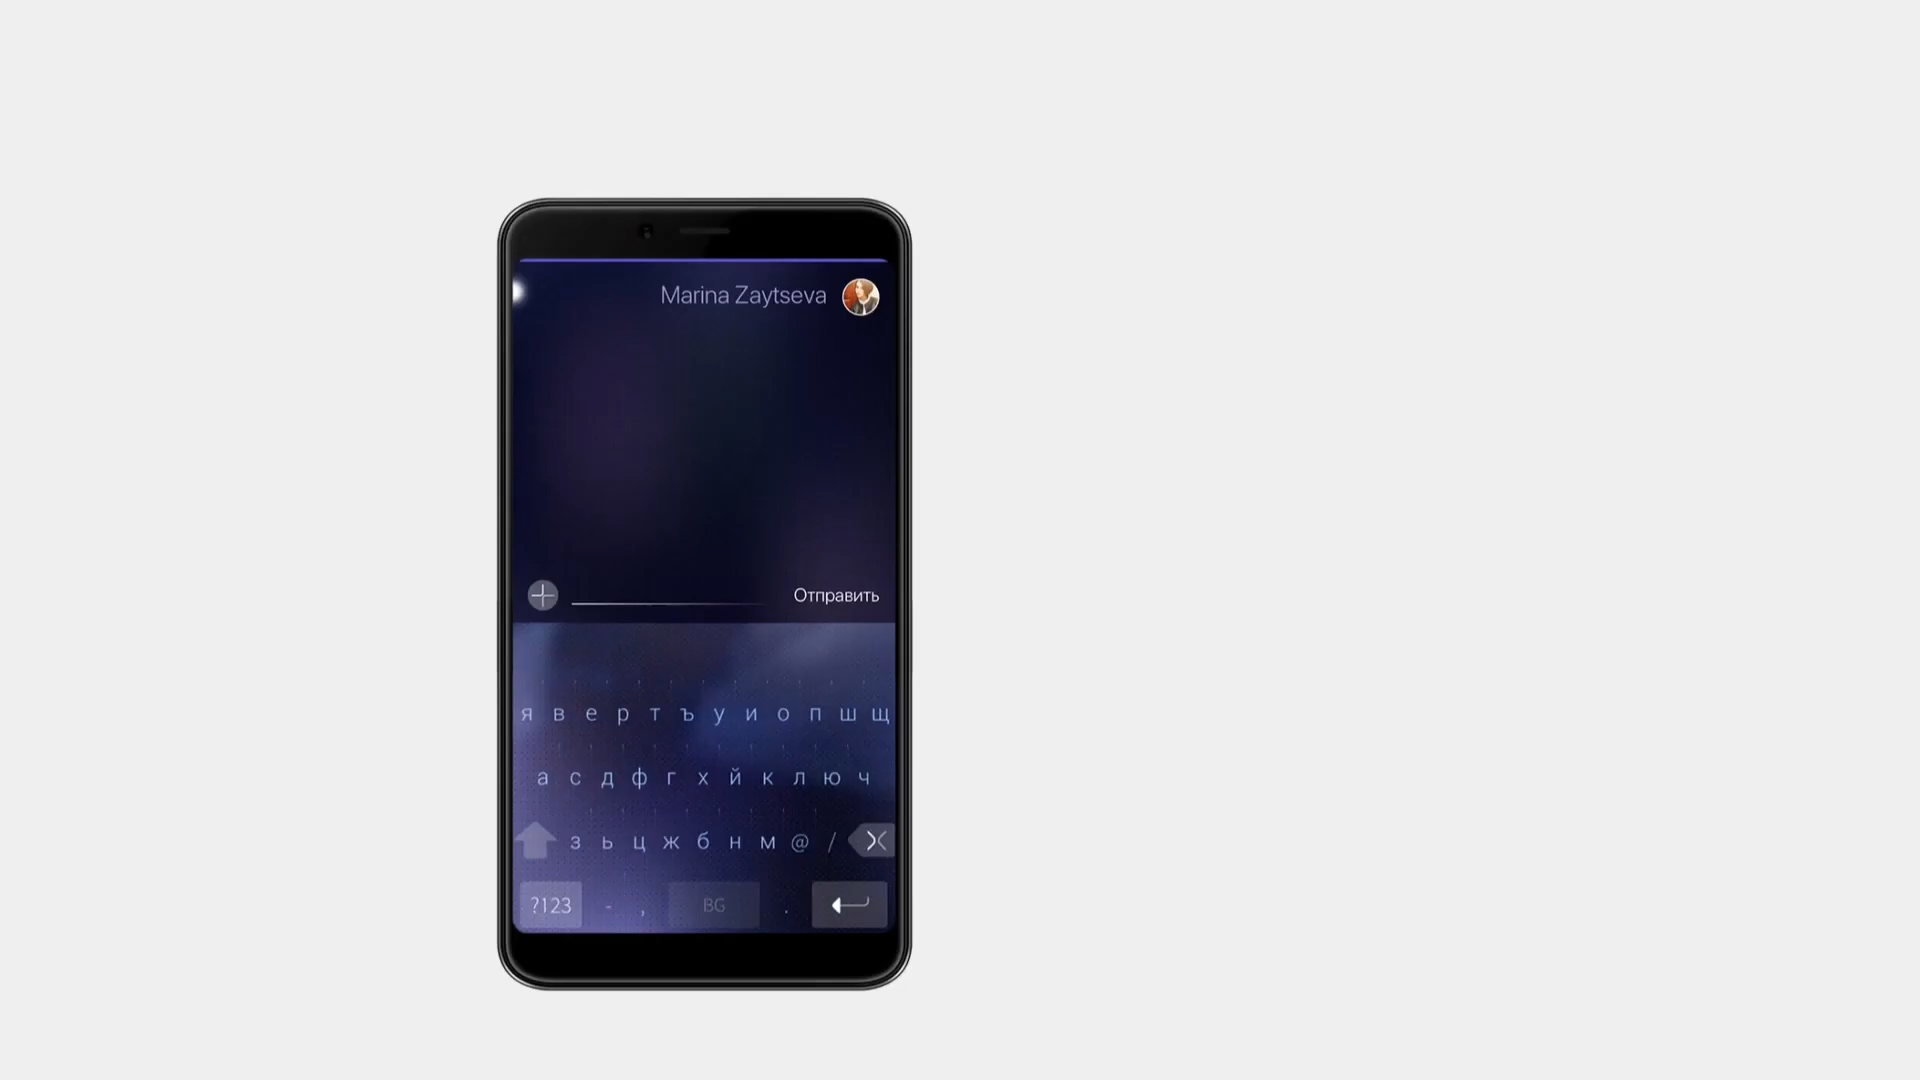 Marina Zaytseva
Отправить
я в е р т ъ у и о п ш щ
а с д ф г х й к л ю ч
з ь ц ж б н м @ /
?123 - , BG .